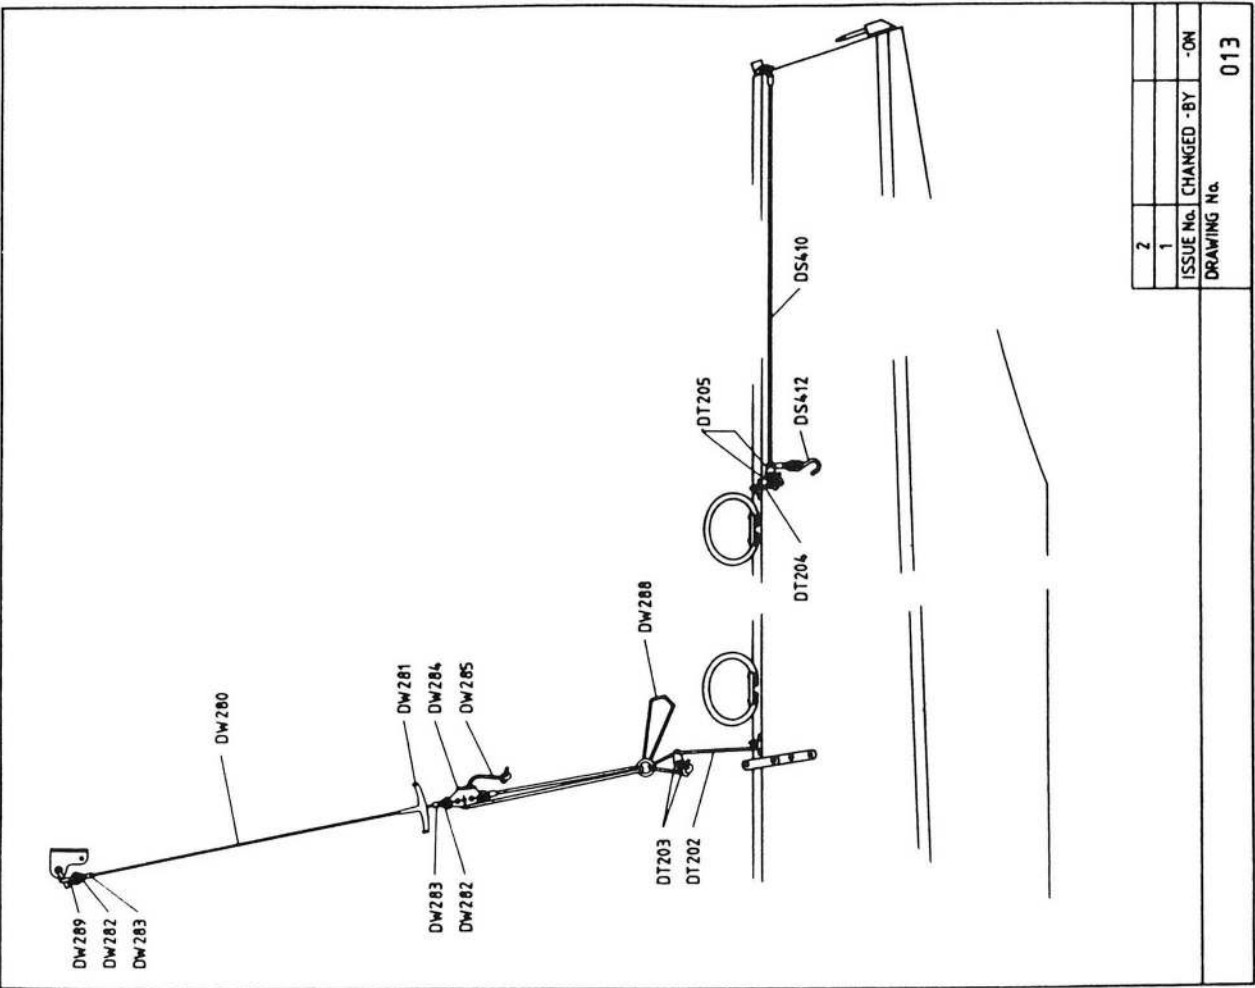 DW289
DW282
DW283
DW280
DW283
DW282
DW281
DW284
DW285
DT203
DT202
DW288
DT204
DT205
DS412
DS410
2
1
ISSUE No. CHANGED -BY -ON
DRAWING No.
013